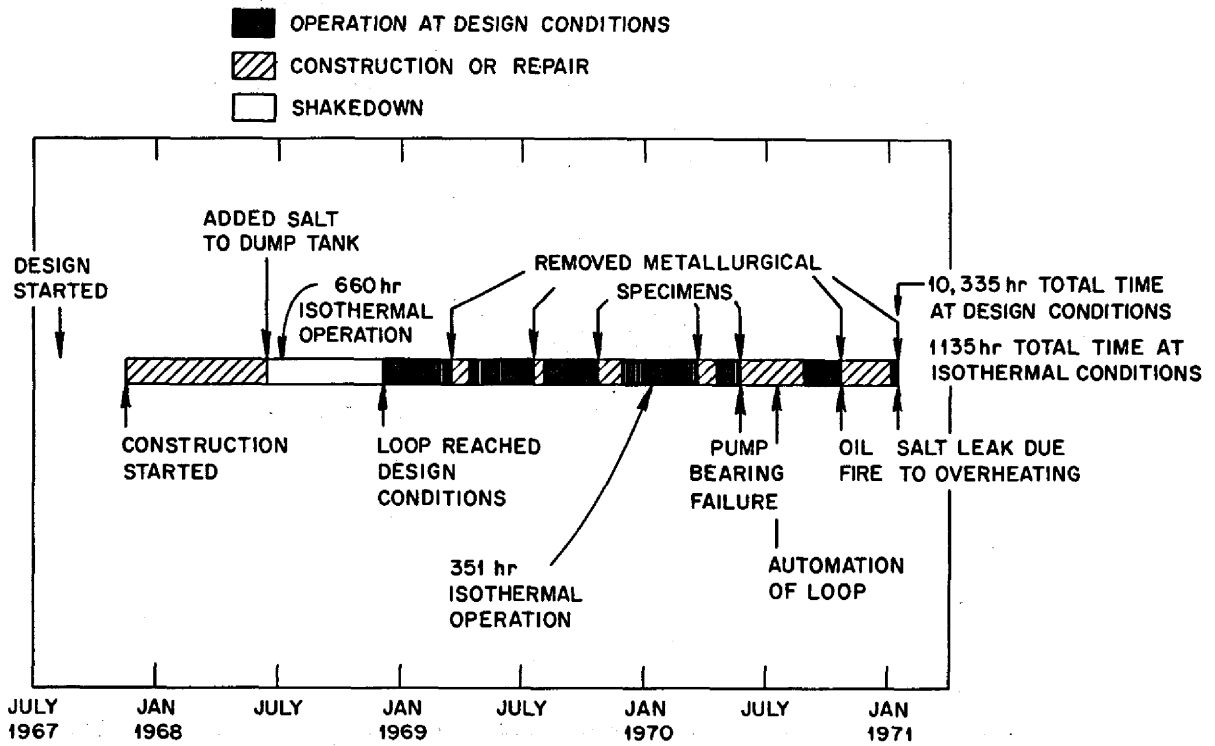 OPERATION AT DESIGN CONDITIONS
CONSTRUCTION OR REPAIR
SHAKEDOWN
ADDED SALT
TO DUMP TANK
DESIGN
STARTED
660 hr
ISOTHERMAL
OPERATION
REMOVED METALLURGICAL
SPECIMENS
10,335 hr TOTAL TIME
AT DESIGN CONDITIONS
1135 hr TOTAL TIME AT
ISOTHERMAL CONDITIONS
CONSTRUCTION
STARTED
LOOP REACHED
DESIGN
CONDITIONS
351 hr
ISOTHERMAL
OPERATION
PUMP
BEARING
FAILURE
AUTOMATION
OF LOOP
OIL
FIRE
SALT LEAK DUE
TO OVERHEATING
JULY
1967
JAN
1968
JULY
JAN
1969
JULY
JAN
1970
JULY
JAN
1971